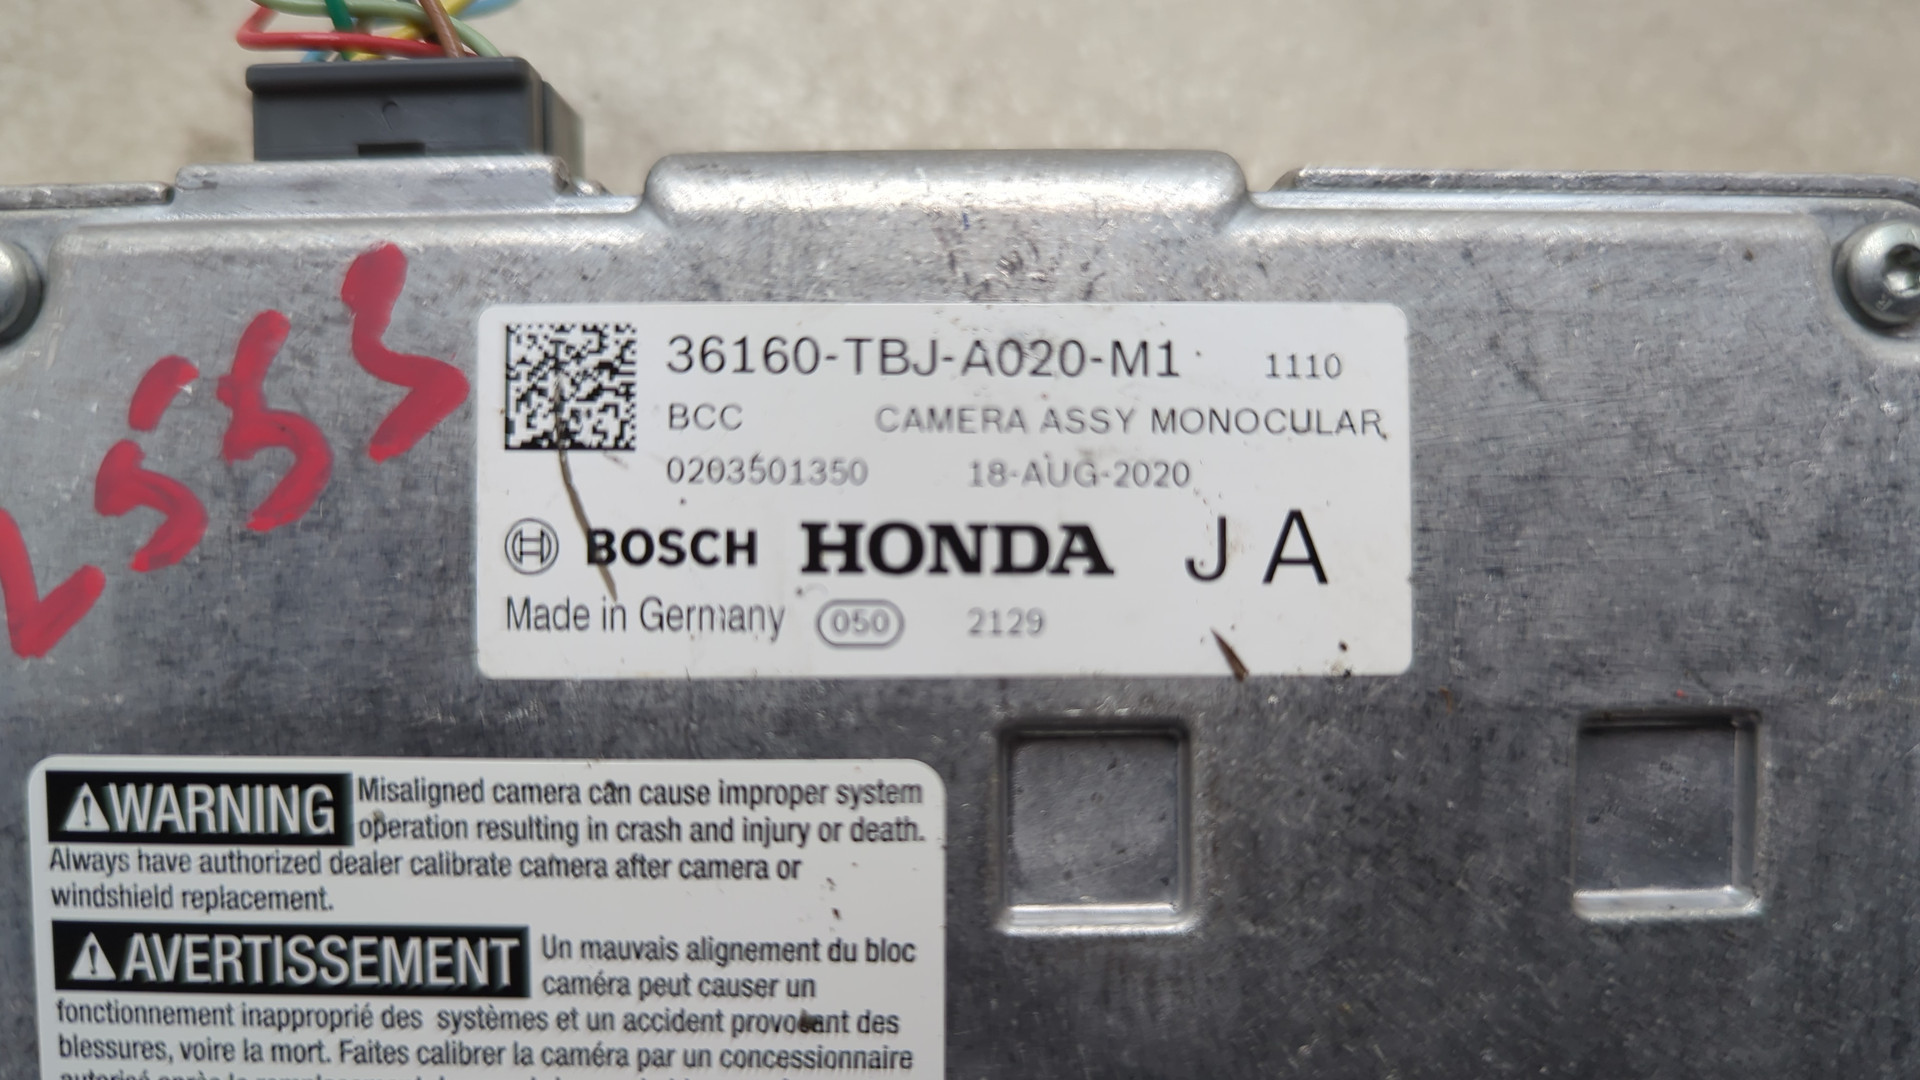 2553
36160-TBJ-A020-M1 1110
BCC CAMERA ASSY MONOCULAR
0203501350 18-AUG-2020
BOSCH HONDA J A
Made in Germany 050 2129
WARNING Misaligned camera can cause improper system
operation resulting in crash and injury or death.
Always have authorized dealer calibrate camera after camera or
windshield replacement.
AVERTISSEMENT Un mauvais alignement du bloc
caméra peut causer un
fonctionnement inapproprié des systèmes et un accident provocant des
blessures, voire la mort. Faites calibrer la caméra par un concessionnaire